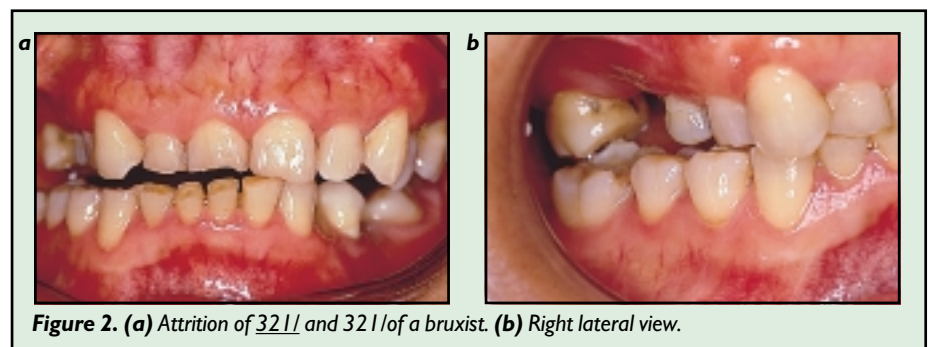 a
b
Figure 2. (a) Attrition of 321/ and 321/of a bruxist. (b) Right lateral view.